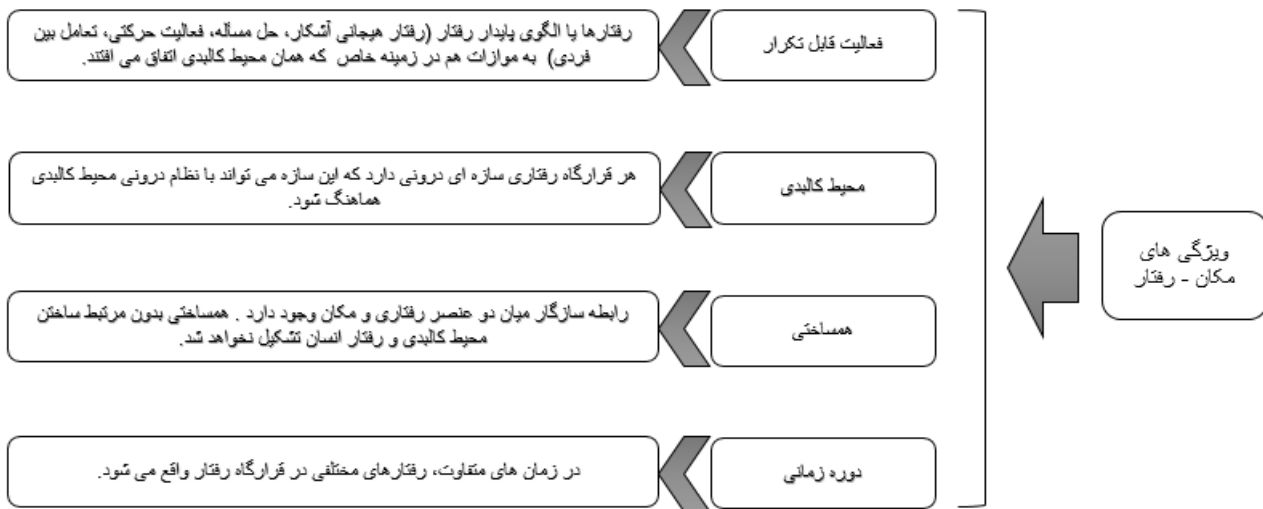 ویژگی های
مکان - رفتار
فعالیت قابل تکرار
رفتارها یا الگوی پایدار رفتار (رفتار هیجانی آشکار، حل مسأله، فعالیت حرکتی، تعامل بین
فردی) به موازات هم در زمینه خاص که همان محیط کالبدی اتفاق می افتند.
محیط کالبدی
هر قرارگاه رفتاری سازه ای درونی دارد که این سازه می تواند با نظام درونی محیط کالبدی
هماهنگ شود.
همساختی
رابطه سازگار میان دو عنصر رفتاری و مکان وجود دارد . همساختی بدون مرتبط ساختن
محیط کالبدی و رفتار انسان تشکیل نخواهد شد.
دوره زمانی
در زمان های متفاوت، رفتارهای مختلفی در قرارگاه رفتار واقع می شود.